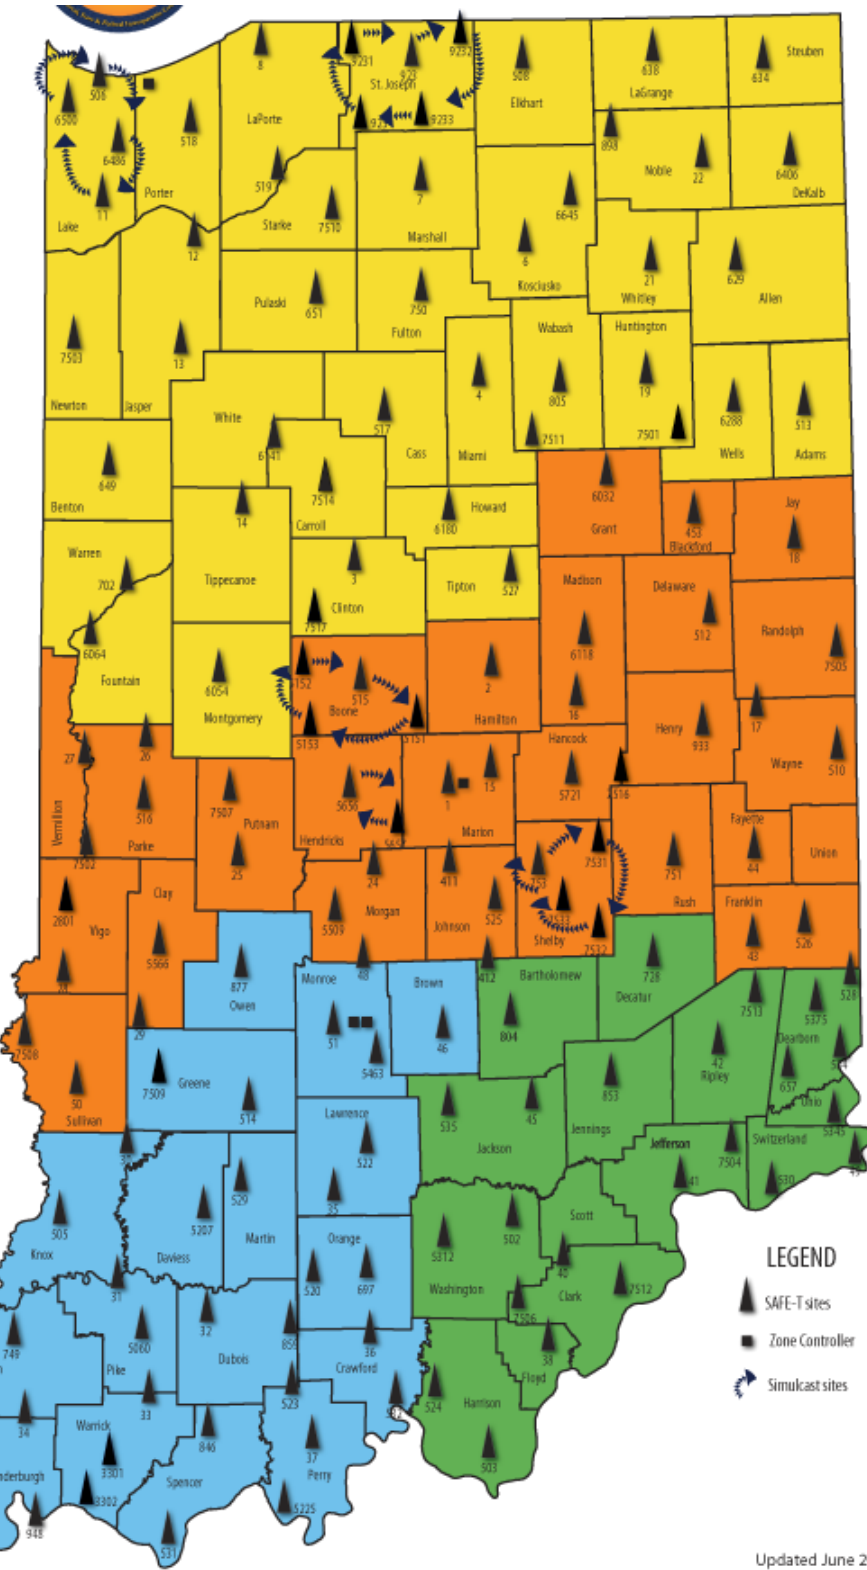 8
9231
9232
923
St. Joseph
9233
508
Elkhart
638
LaGrange
634
Steuben
506
6500
6486
11
Lake
Porter
518
LaPorte
519
Starke
7510
7
Marshall
6645
6
Kosciusko
898
Noble
22
6406
DeKalb
12
21
Whitley
629
Allen
Pulaski
651
750
Fulton
7503
Newton
13
Jasper
White
6141
517
Cass
4
Miami
Wabash
805
7511
Huntington
19
7501
6288
Wells
513
Adams
649
Benton
14
Tippecanoe
7514
Carroll
Howard
6180
6032
Grant
453
Blackford
Jay
18
Warren
702
6064
Fountain
3
Clinton
7517
Tipton
527
Madison
6118
16
Delaware
512
Randolph
7505
6054
Montgomery
515
Boone
5153
5151
2
Hamilton
Henry
933
17
Wayne
510
27
26
Vermillion
516
Parke
7502
7507
Putnam
25
5656
Hendricks
1
15
Marion
Hancock
5721
2516
Fayette
44
Union
2801
Vigo
Clay
5566
24
Morgan
5509
48
411
Johnson
525
412
753
7531
Shelby
7532
751
Rush
Franklin
43
526
28
29
7508
50
Sullivan
877
Owen
Monroe
51
5463
Brown
46
Bartholomew
804
728
Decatur
7513
5375
528
Dearborn
657
42
Ripley
Ohio
5345
7509
Greene
514
535
45
Jackson
853
Jennings
Jefferson
7504
41
Switzerland
530
505
Knox
31
5207
Daviess
529
Martin
Lawrence
522
35
Orange
520
697
5312
502
Washington
Scott
40
Clark
7512
7506
749
5060
Pike
33
32
Dubois
523
36
Crawford
524
Harrison
503
38
Floyd
34
Warrick
3301
3302
846
Spencer
531
37
Perry
5225
948
LEGEND
SAFE-T sites
Zone Controller
Simulcast sites
Updated June 2